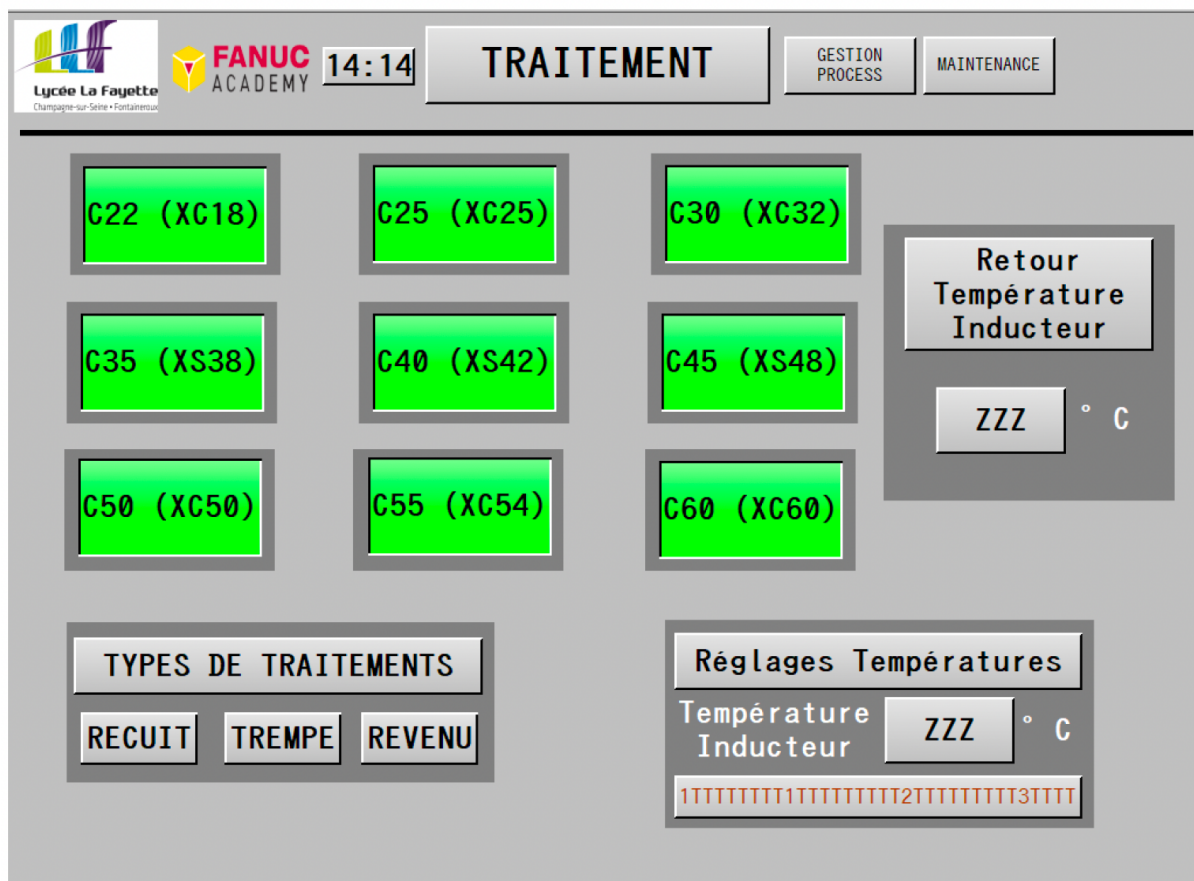 Lycée La Fayette
Champagne-sur-Seine • Fontaineroux
FANUC
ACADEMY
14:14
TRAITEMENT
GESTION
PROCESS
MAINTENANCE
C22 (XC18)
C25 (XC25)
C30 (XC32)
Retour
Température
Inducteur
ZZZ
° C
C35 (XS38)
C40 (XS42)
C45 (XS48)
C50 (XC50)
C55 (XC54)
C60 (XC60)
TYPES DE TRAITEMENTS
RECUIT
TREMPE
REVENU
Réglages Températures
Température
Inducteur
ZZZ
° C
1TTTTTTTTT1TTTTTTTTTT2TTTTTTTTTT3TTTT